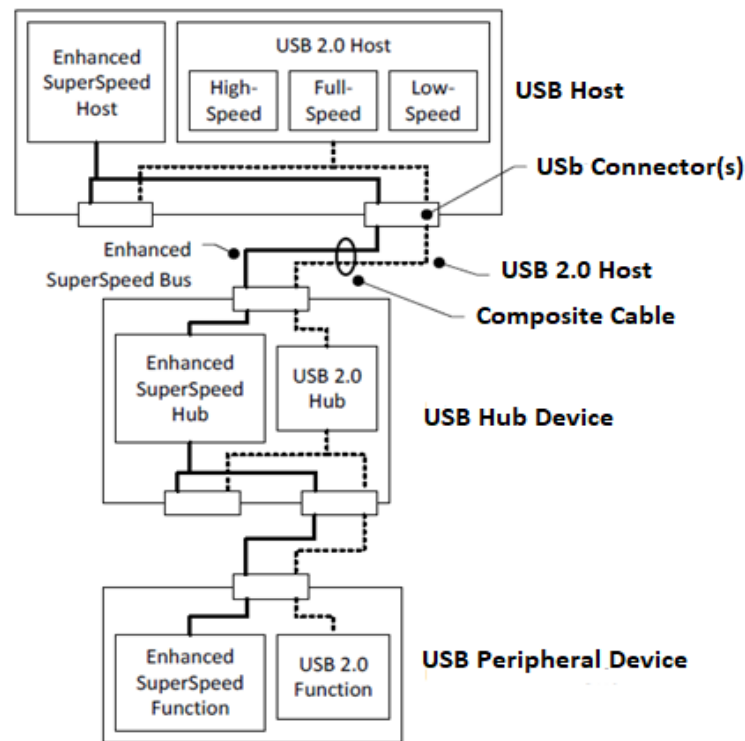 Enhanced
SuperSpeed
Host
USB 2.0 Host
High-
Speed
Full-
Speed
Low-
Speed
USB Host
USb Connector(s)
Enhanced
SuperSpeed Bus
USB 2.0 Host
Composite Cable
Enhanced
SuperSpeed
Hub
USB 2.0
Hub
USB Hub Device
Enhanced
SuperSpeed
Function
USB 2.0
Function
USB Peripheral Device